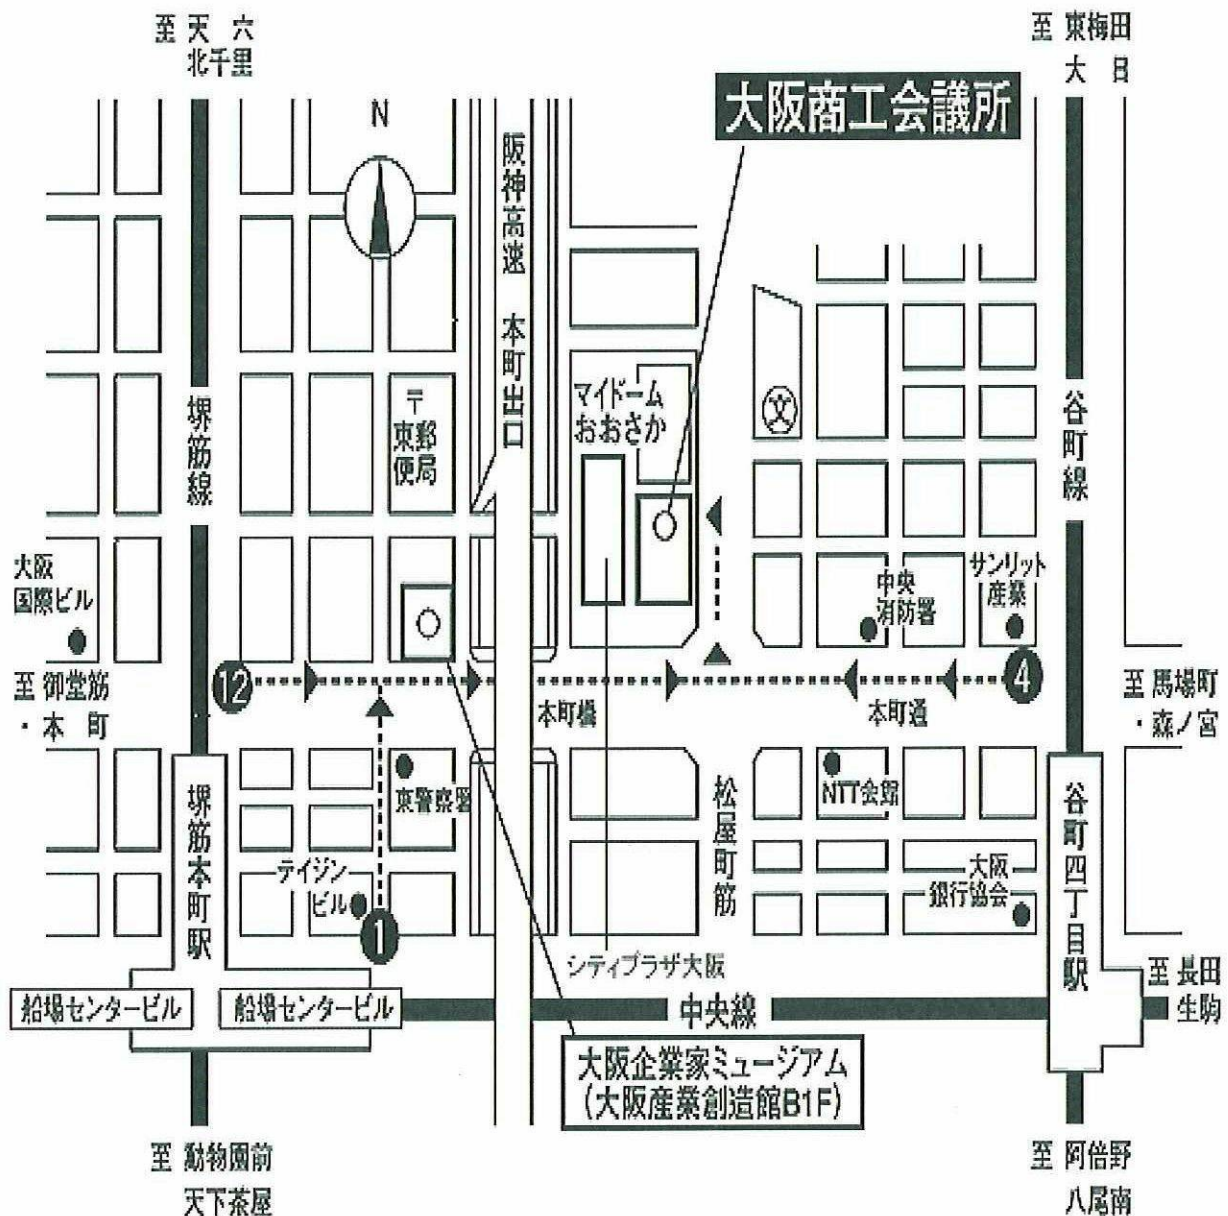 至 天 六
北千里
至 東梅田
大 日
大阪商工会議所
N
阪神高速 本町出口
〒
東郵
便局
マイドーム
おおさか
文
堺筋線
谷町線
大阪
国際ビル
中央
消防署
サンリット
産業
至 御堂筋
・本 町
12
4
至 馬場町
・森ノ宮
本町橋
本町通
堺筋本町駅
東警察署
松屋町筋
NTT会館
谷町四丁目駅
テイジン
ビル
1
大阪
銀行協会
シティプラザ大阪
船場センタービル
船場センタービル
中央線
至 長田
生駒
大阪企業家ミュージアム
(大阪産業創造館B1F)
至 動物園前
天下茶屋
至 阿倍野
八尾南